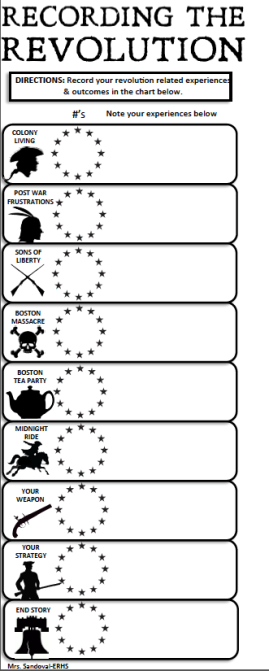 RECORDING THE
REVOLUTION
DIRECTIONS: Record your revolution related experiences
& outcomes in the chart below.
#'s Note your experiences below
COLONY
LIVING
POST WAR
FRUSTRATIONS
SONS OF
LIBERTY
BOSTON
MASSACRE
BOSTON
TEA PARTY
MIDNIGHT
RIDE
YOUR
WEAPON
YOUR
STRATEGY
END STORY
Mrs. Sandoval-ERHS